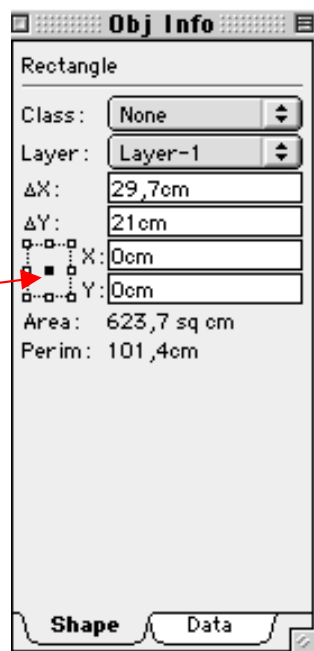 Obj Info
Rectangle
Class: None
Layer: Layer-1
ΔX: 29,7cm
ΔY: 21cm
X: 0cm
Y: 0cm
Area: 623,7 sq cm
Perim: 101,4cm
Shape Data